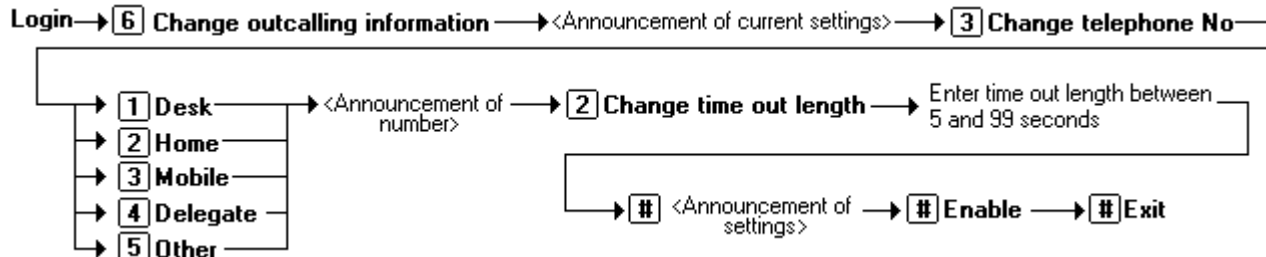 Login 6 Change outcalling information <Announcement of current settings> 3 Change telephone No
1 Desk <Announcement of number> 2 Change time out length Enter time out length between 5 and 99 seconds
2 Home
3 Mobile
4 Delegate
5 Other
# <Announcement of settings> # Enable # Exit